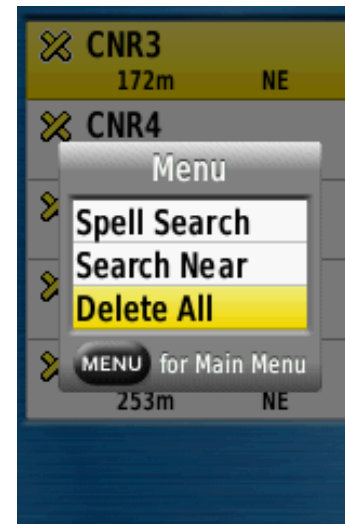 CNR3
172m NE
CNR4
Menu
Spell Search
Search Near
Delete All
MENU for Main Menu
253m NE